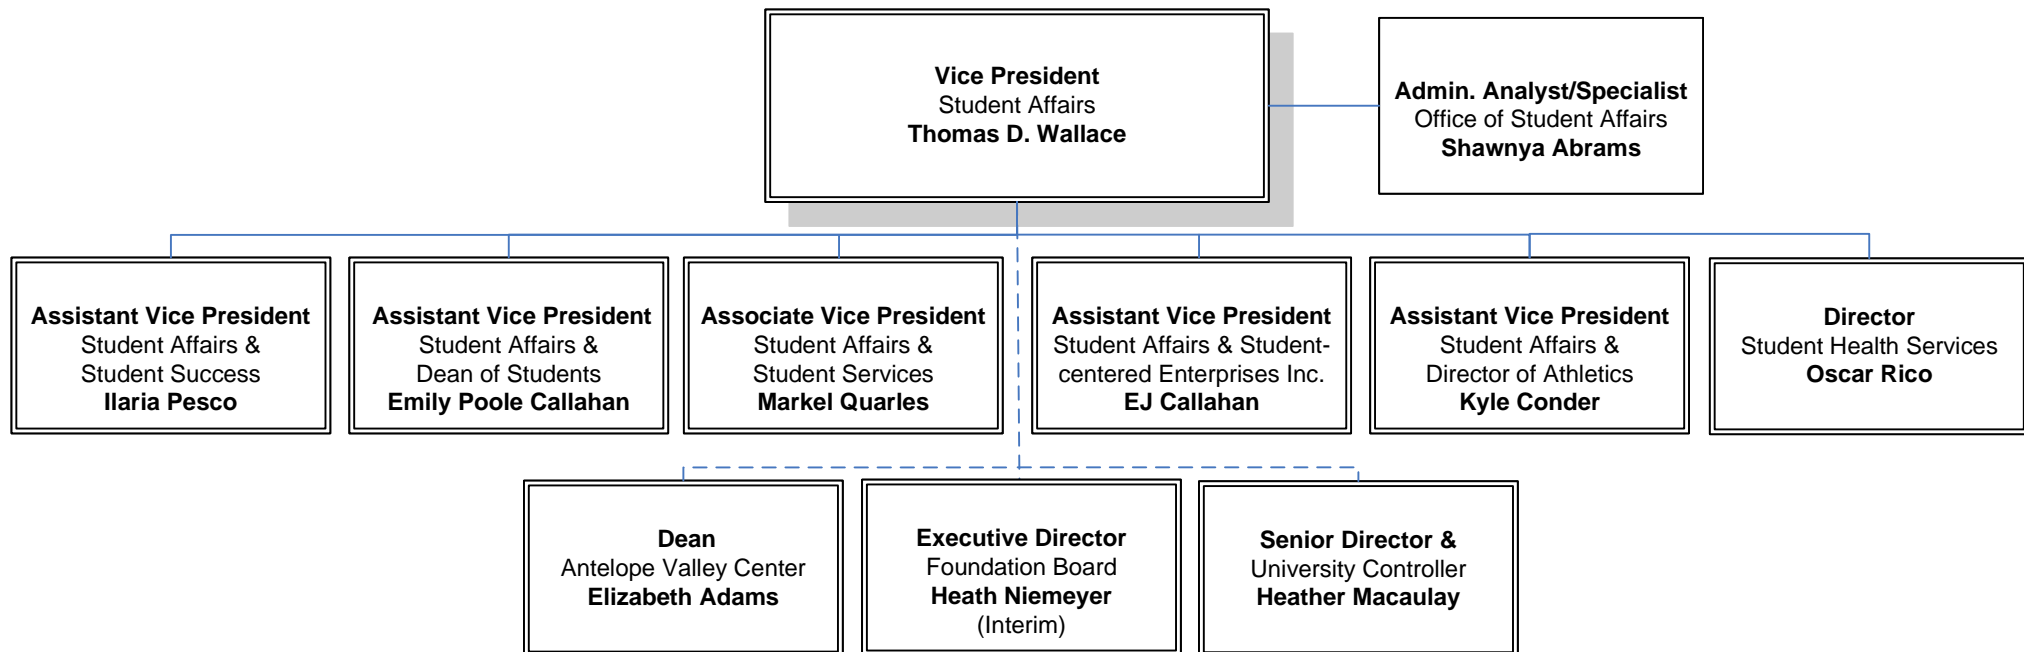 Vice President
Student Affairs
Thomas D. Wallace
Admin. Analyst/Specialist
Office of Student Affairs
Shawnya Abrams
Assistant Vice President
Student Affairs &
Student Success
Ilaria Pesco
Assistant Vice President
Student Affairs &
Dean of Students
Emily Poole Callahan
Associate Vice President
Student Affairs &
Student Services
Markel Quarles
Assistant Vice President
Student Affairs & Student-
centered Enterprises Inc.
EJ Callahan
Assistant Vice President
Student Affairs &
Director of Athletics
Kyle Conder
Director
Student Health Services
Oscar Rico
Dean
Antelope Valley Center
Elizabeth Adams
Executive Director
Foundation Board
Heath Niemeyer
(Interim)
Senior Director &
University Controller
Heather Macaulay